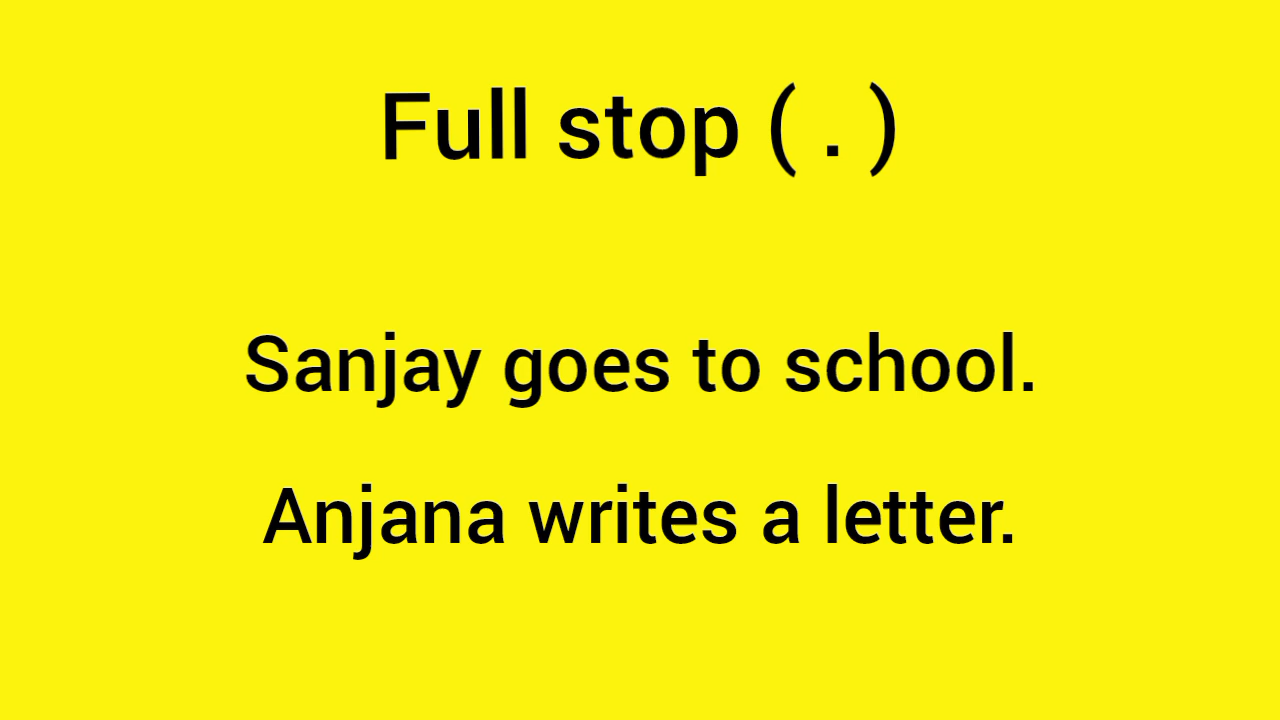 Full stop ( . )
Sanjay goes to school.
Anjana writes a letter.